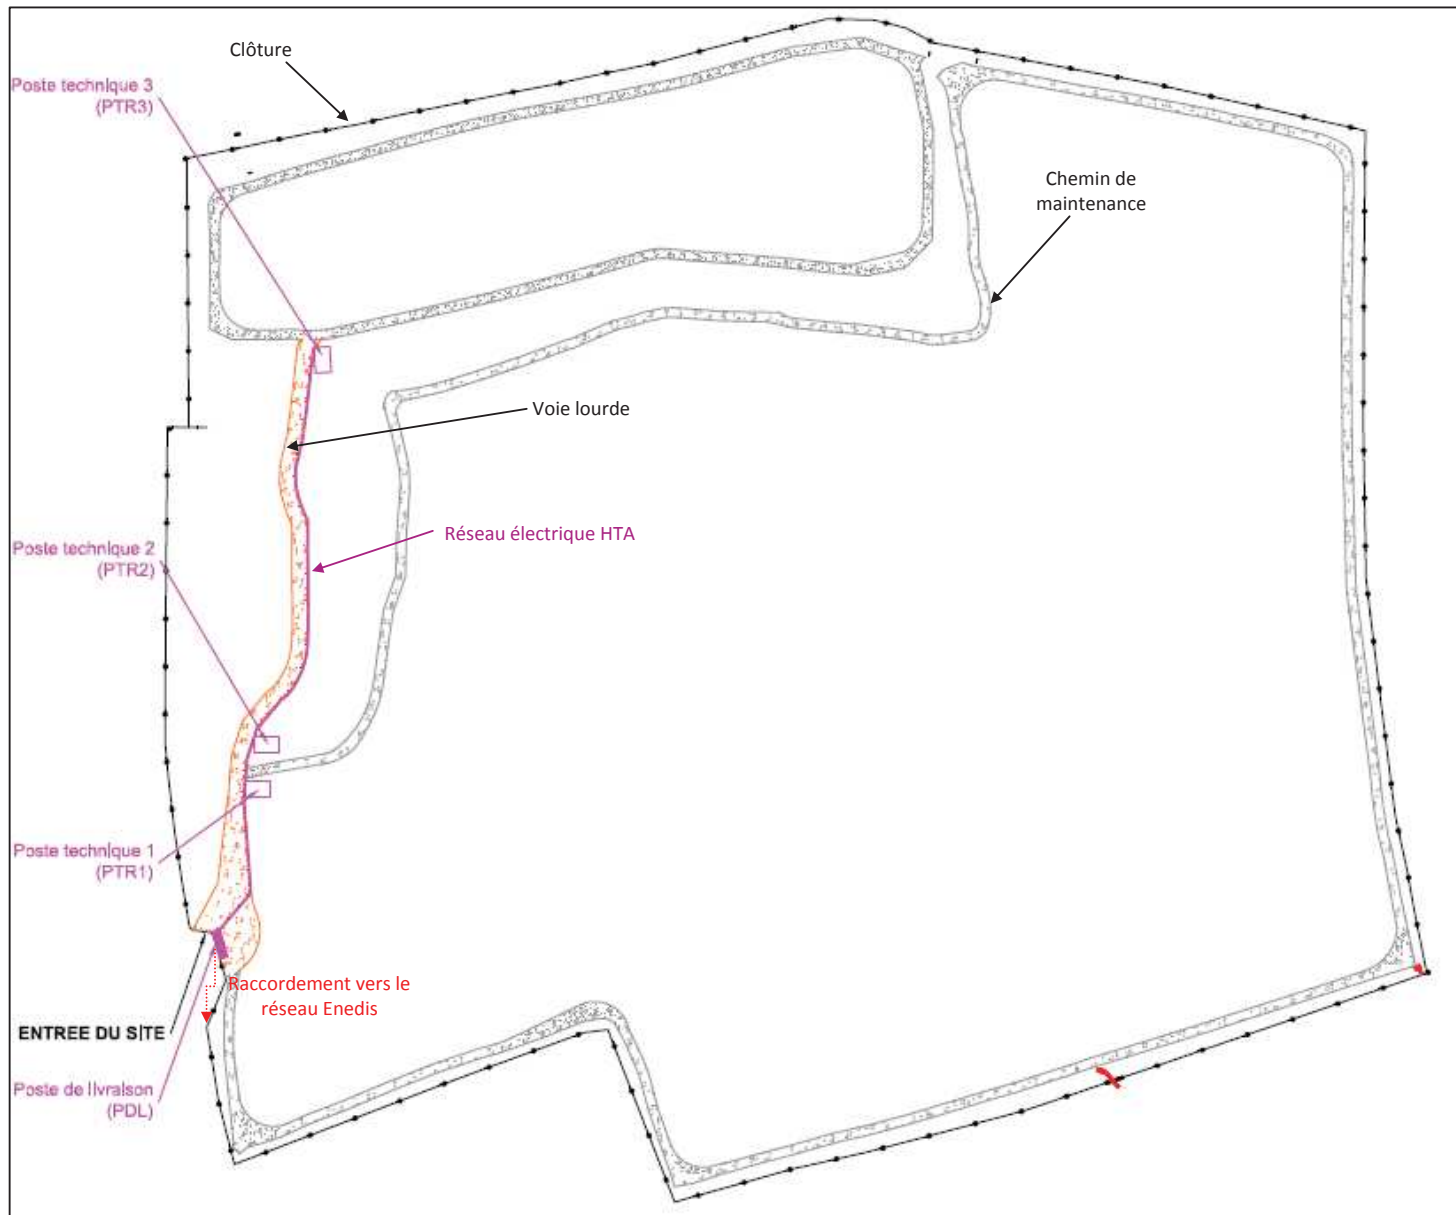 Clôture
Poste technique 3
(PTR3)
Chemin de
maintenance
Voie lourde
Réseau électrique HTA
Poste technique 2
(PTR2)
Poste technique 1
(PTR1)
Raccordement vers le
réseau Enedis
ENTREE DU SITE
Poste de livraison
(PDL)